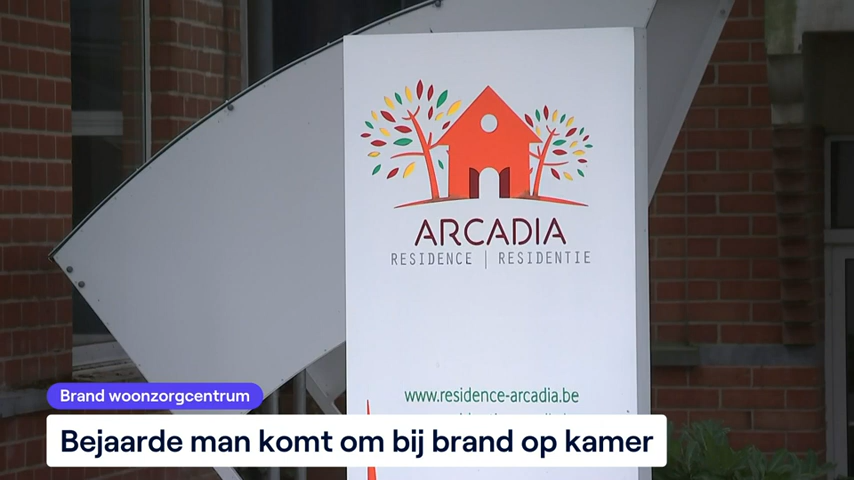 ARCADIA
RESIDENCE | RESIDENTIE
www.residence-arcadia.be
Brand woonzorgcentrum
Bejaarde man komt om bij brand op kamer